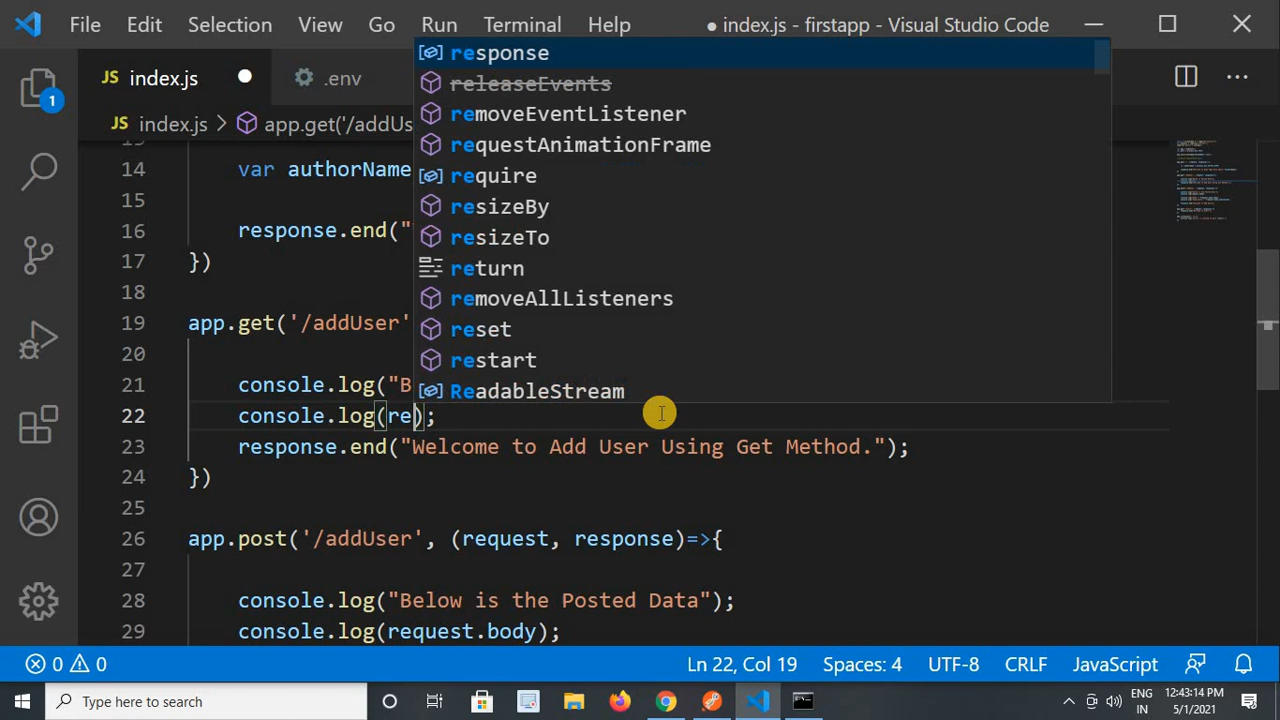 File Edit Selection View Go Run Terminal Help ● index.js - firstapp - Visual Studio Code
JS index.js ● .env
JS index.js > app.get('/addUs
response
releaseEvents
removeEventListener
requestAnimationFrame
require
resizeBy
resizeTo
return
removeAllListeners
reset
restart
ReadableStream
14 var authorName
15
16 response.end("
17 })
18
19 app.get('/addUser'
20
21 console.log("B
22 console.log(re);
23 response.end("Welcome to Add User Using Get Method.");
24 })
25
26 app.post('/addUser', (request, response)=>{
27
28 console.log("Below is the Posted Data");
29 console.log(request.body);
1
0 0 Ln 22, Col 19 Spaces: 4 UTF-8 CRLF JavaScript
Type here to search
ENG
IN
12:43:14 PM
5/1/2021